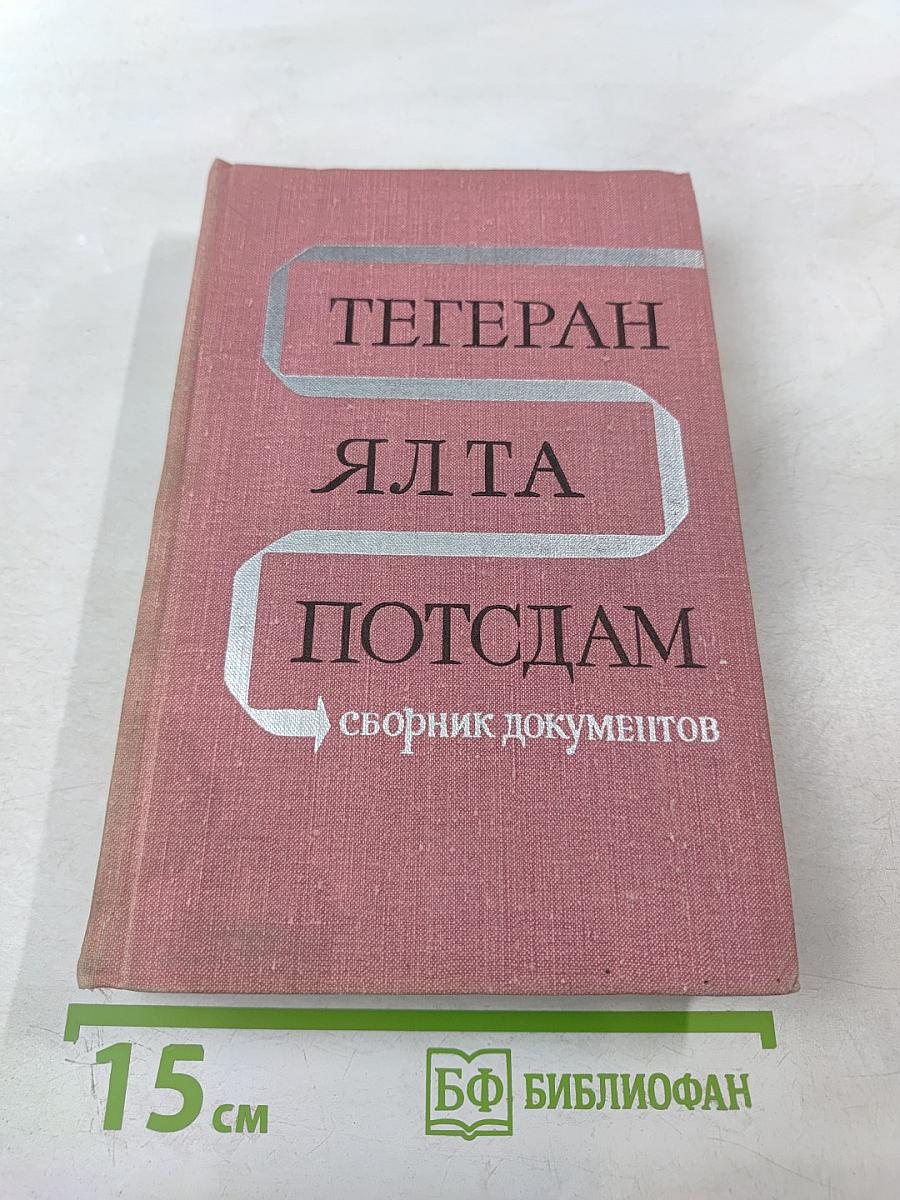 ТЕГЕРАН
ЯЛТА
ПОТСДАМ
СБОРНИК ДОКУМЕНТОВ
15 см
БФ БИБЛИОФАН